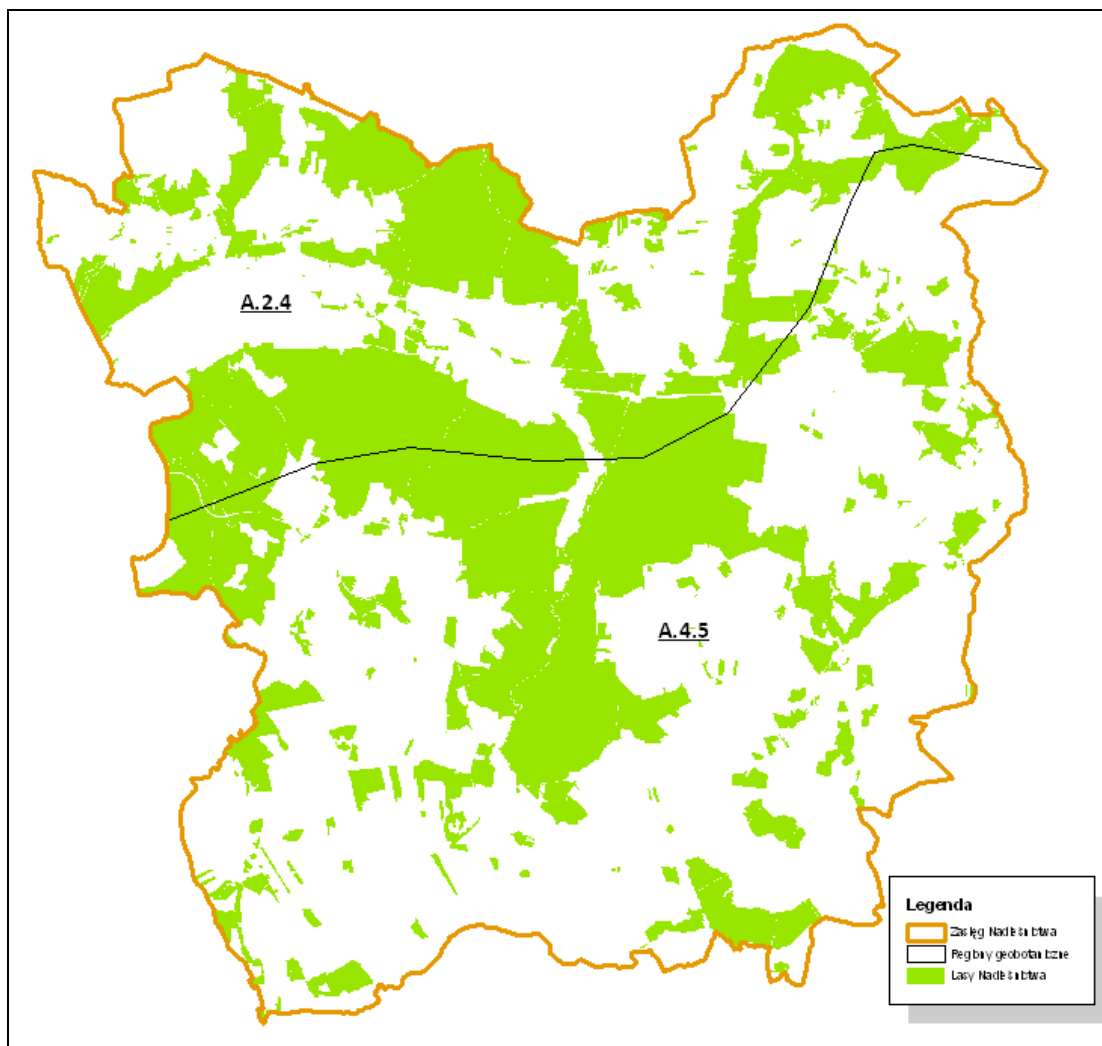 A.2.4
A.4.5
Legenda
Zasięg Nadleśnictwa
Regiony geobotaniczne
Lasy Nadleśnictwa